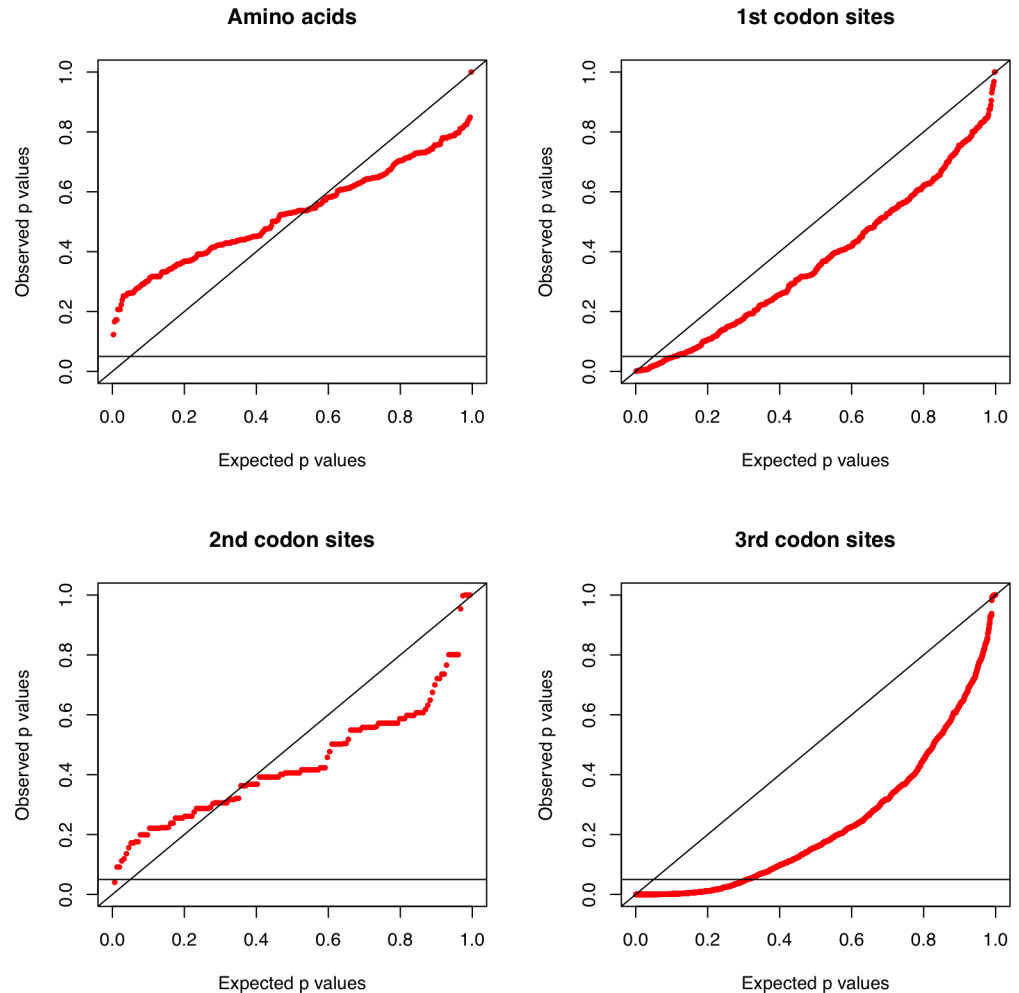 Amino acids
Observed p values
1.0
0.8
0.6
0.4
0.2
0.0
0.0 0.2 0.4 0.6 0.8 1.0
Expected p values
1st codon sites
Observed p values
1.0
0.8
0.6
0.4
0.2
0.0
0.0 0.2 0.4 0.6 0.8 1.0
Expected p values
2nd codon sites
Observed p values
1.0
0.8
0.6
0.4
0.2
0.0
0.0 0.2 0.4 0.6 0.8 1.0
Expected p values
3rd codon sites
Observed p values
1.0
0.8
0.6
0.4
0.2
0.0
0.0 0.2 0.4 0.6 0.8 1.0
Expected p values